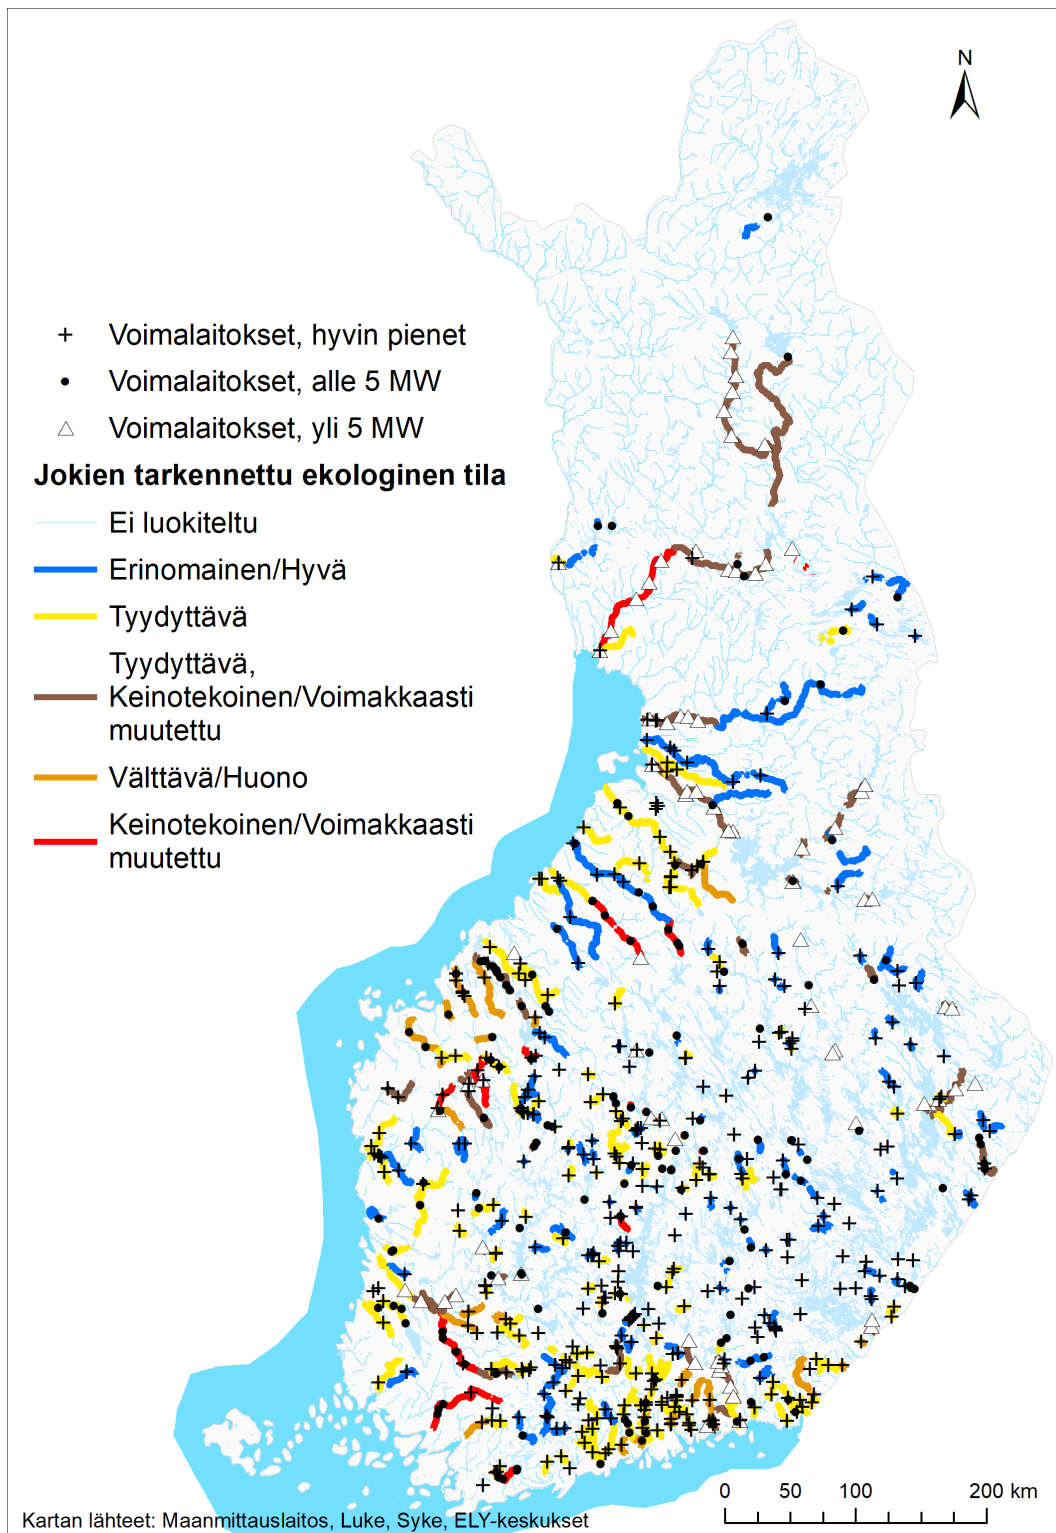 N
Voimalaitokset, hyvin pienet
Voimalaitokset, alle 5 MW
Voimalaitokset, yli 5 MW
Jokien tarkennettu ekologinen tila
Ei luokiteltu
Erinomainen/Hyvä
Tyydyttävä
Tyydyttävä,
Keinotekoinen/Voimakkaasti
muutettu
Välttävä/Huono
Keinotekoinen/Voimakkaasti
muutettu
0 50 100 200 km
Kartan lähteet: Maanmittauslaitos, Luke, Syke, ELY-keskukset